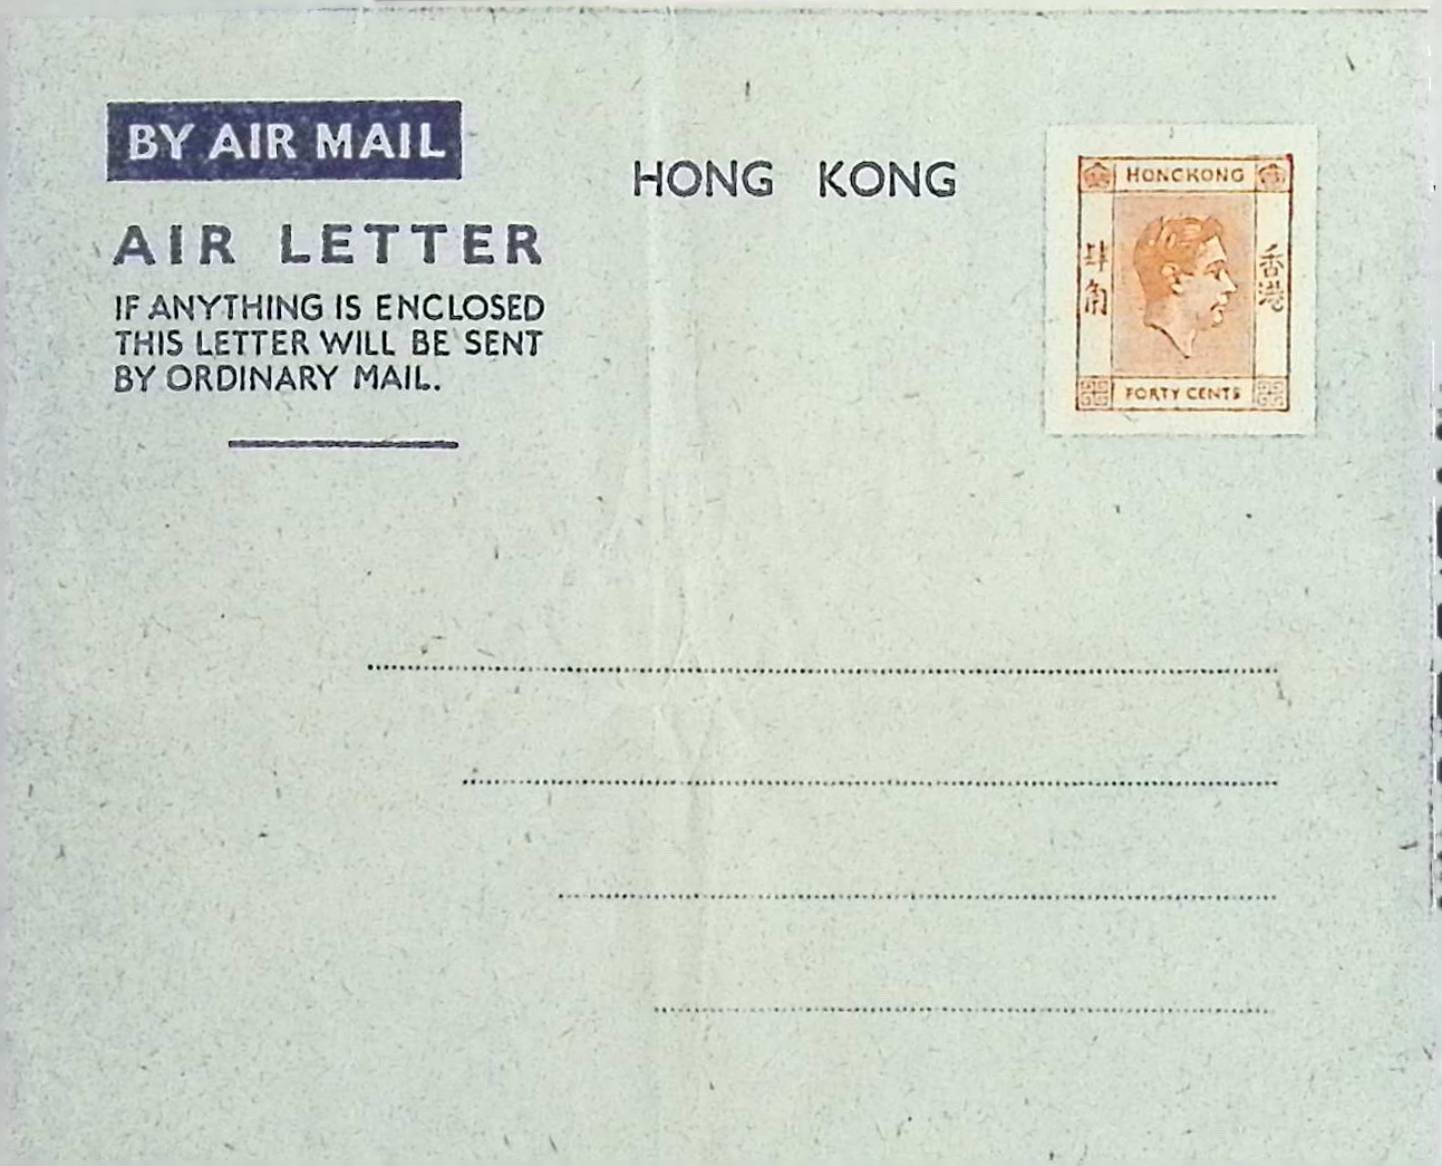 BY AIR MAIL
AIR LETTER
IF ANYTHING IS ENCLOSED
THIS LETTER WILL BE SENT
BY ORDINARY MAIL.
HONG KONG
HONGKONG
肆角
香港
FORTY CENTS